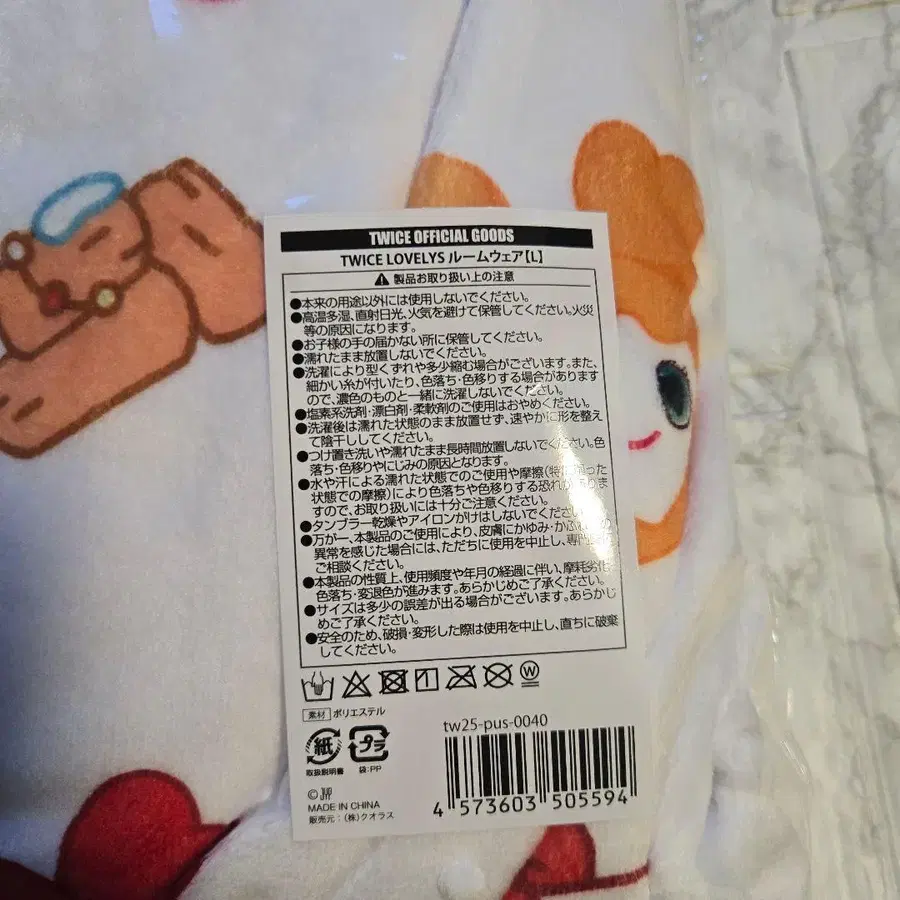 TWICE OFFICIAL GOODS
TWICE LOVELYS ルームウェア【L】
製品お取り扱い上の注意
●本来の用途以外には使用しないでください。
●高温多湿、直射日光、火気を避けて保管してください。火災
等の原因になります。
●お子様の手の届かない所に保管してください。
●濡れたまま放置しないでください。
●洗濯により型くずれや多少縮む場合がございます。また、
細かい糸が付いたり、色落ち・色移りする場合があります
ので、濃色のものと一緒に洗濯しないでください。
●塩素系洗剤・漂白剤・柔軟剤のご使用はおやめください。
●洗濯後は濡れた状態のまま放置せず、速やかに形を整え
て陰干ししてください。
●つけ置き洗いや濡れたまま長時間放置しないでください。色
落ち・色移りやにじみの原因となります。
●水や汗による濡れた状態でのご使用や摩擦(特に湿った
状態での摩擦)により色落ちや色移りする恐れがありま
すので、お取り扱いには十分ご注意ください。
●タンブラー乾燥やアイロンがけはしないでください
●万が一、本製品のご使用により、皮膚にかゆみ・かぶれ
異常を感じた場合には、ただちに使用を中止し、専門
ご相談ください。
●本製品の性質上、使用頻度や年月の経過に伴い、摩耗劣化
色落ち・変退色が進みます。あらかじめご了承ください。
●サイズは多少の誤差が出る場合がございます。あらかじ
めご了承ください。
●安全のため、破損・変形した際は使用を中止し、直ちに破棄
してください。
W
素材 ポリエステル
紙 プラ
取扱説明書 袋:PP
tw25-pus-0040
© JYP
MADE IN CHINA
販売元:(株)クオラス
4 573603 505594